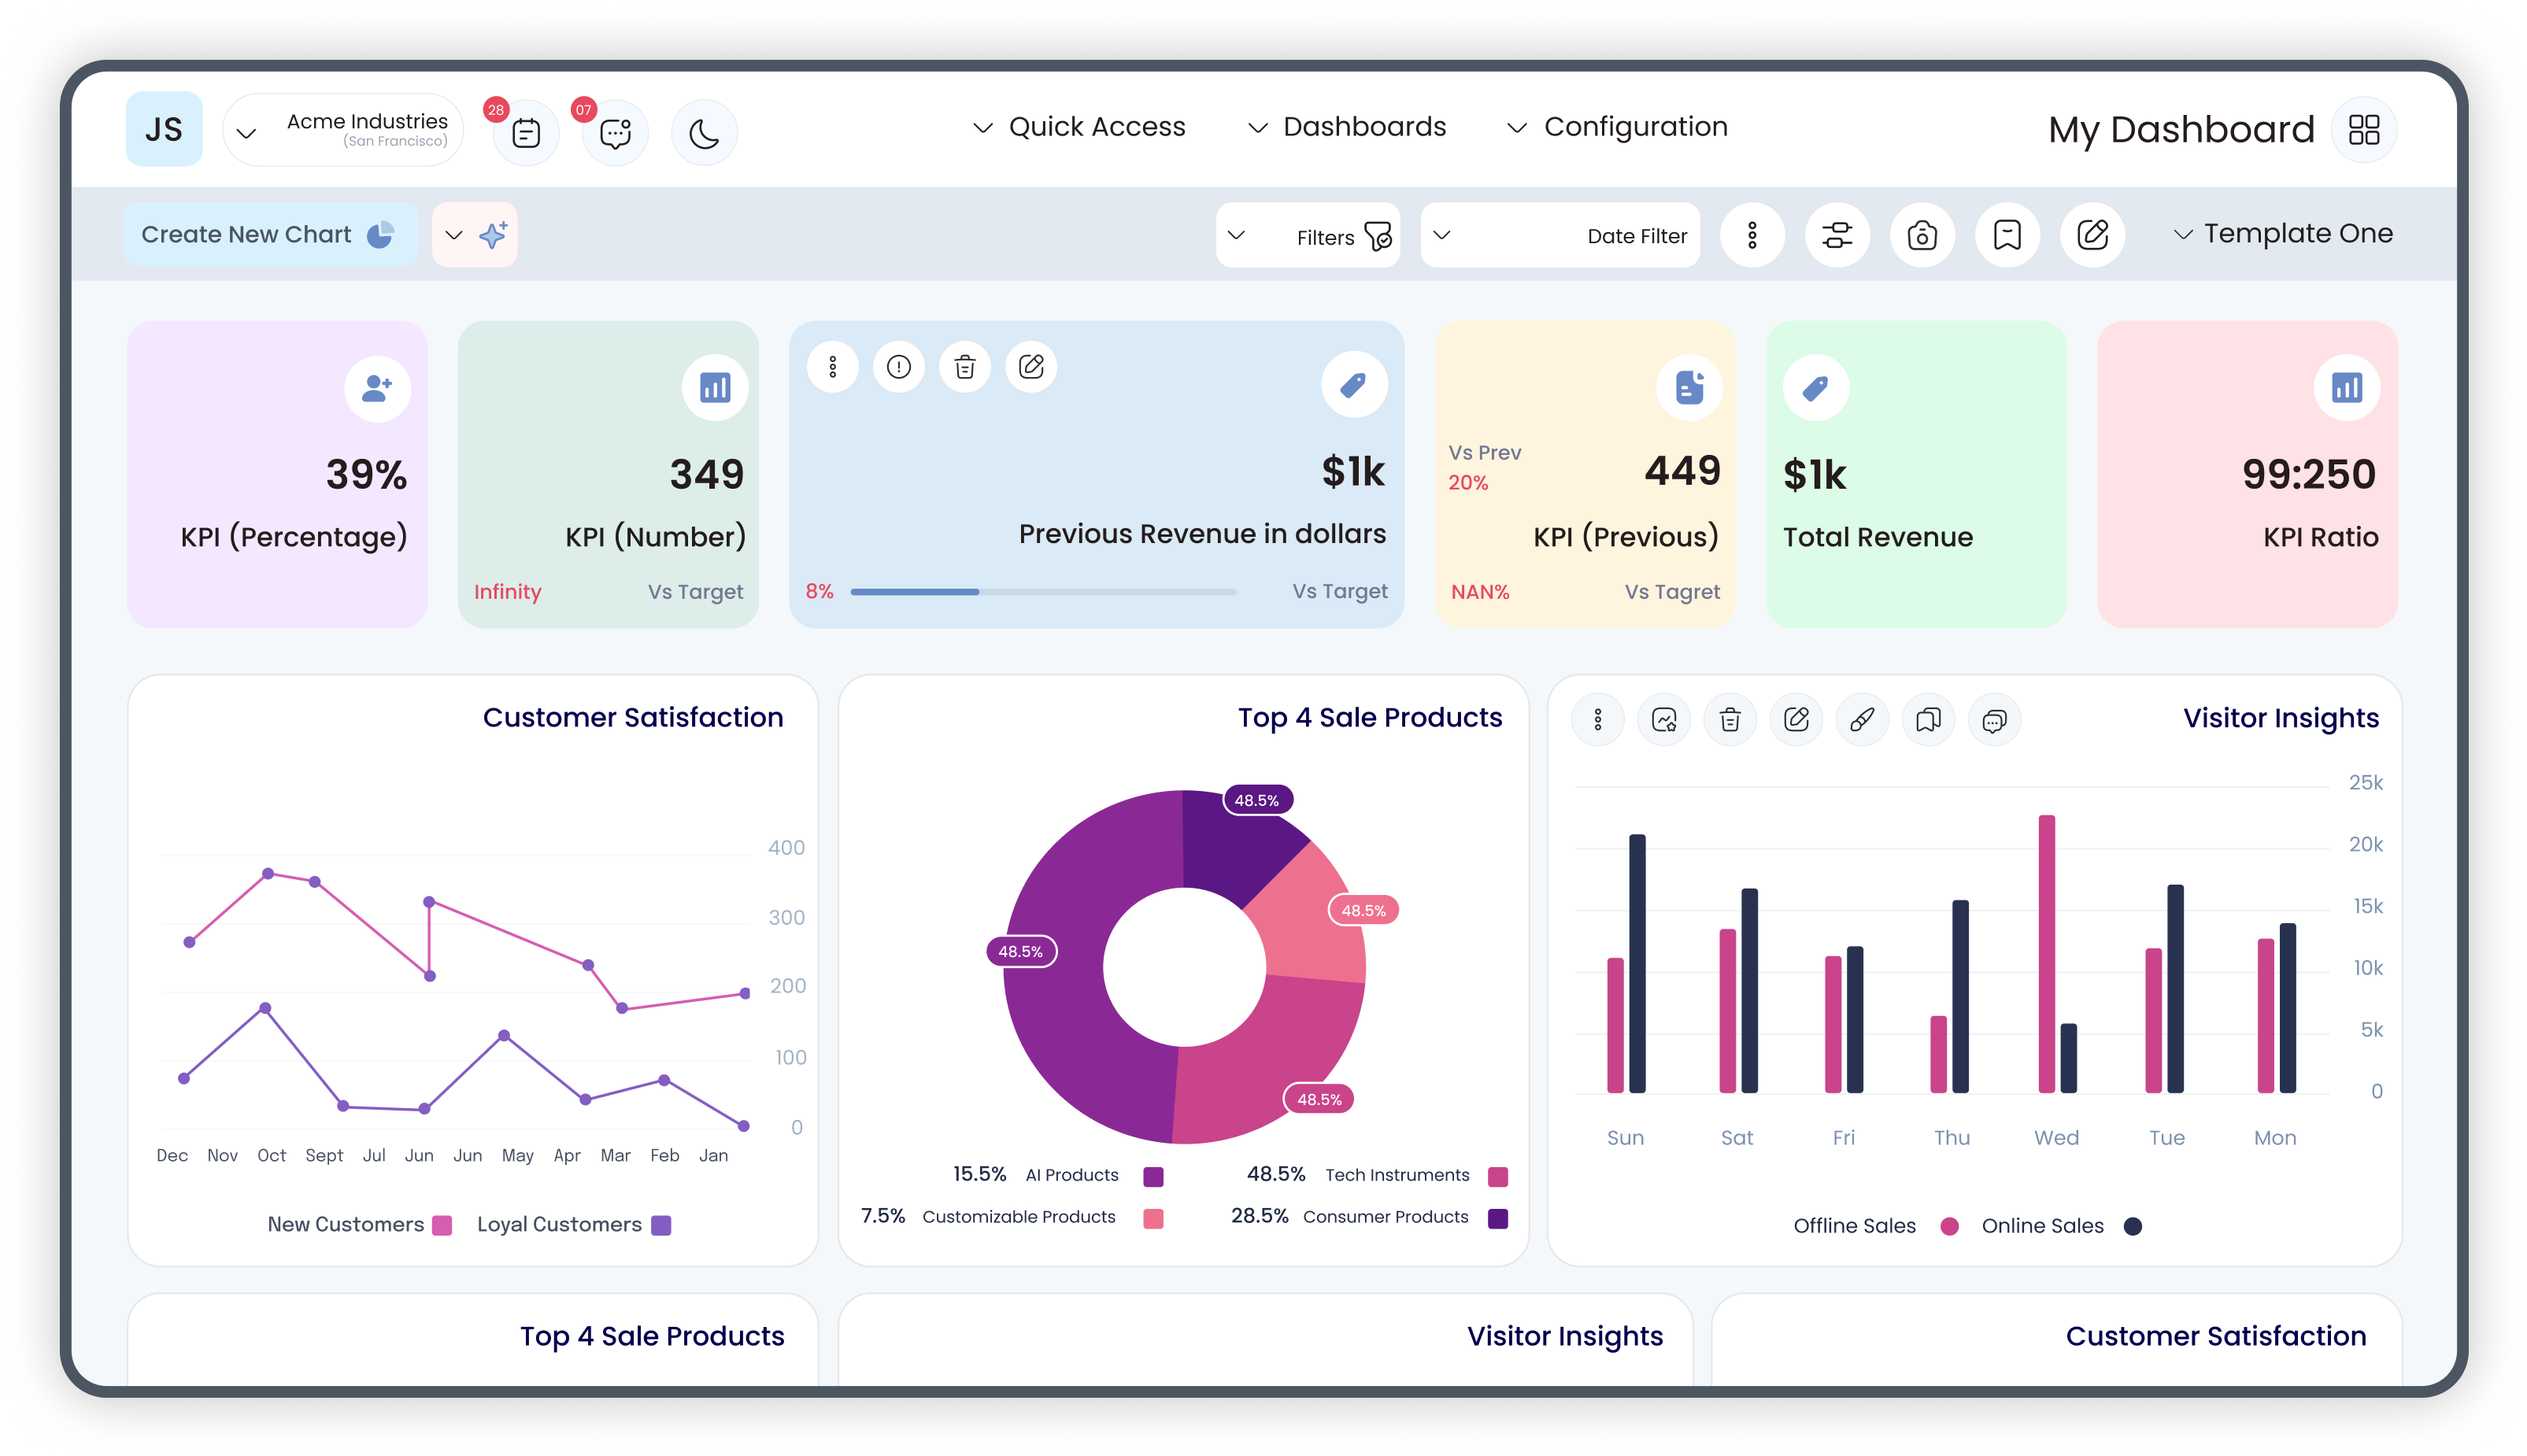 JS
Acme Industries
(San Francisco)
28
07
Quick Access
Dashboards
Configuration
My Dashboard
Create New Chart
Filters
Date Filter
Template One
39%
KPI (Percentage)
349
KPI (Number)
Infinity
Vs Target
$1k
Previous Revenue in dollars
8%
Vs Target
Vs Prev
20%
449
KPI (Previous)
NAN%
Vs Tagret
$1k
Total Revenue
99:250
KPI Ratio
Customer Satisfaction
400
300
200
100
0
Dec Nov Oct Sept Jul Jun Jun May Apr Mar Feb Jan
New Customers Loyal Customers
Top 4 Sale Products
48.5%
48.5%
48.5%
48.5%
15.5% AI Products 48.5% Tech Instruments
7.5% Customizable Products 28.5% Consumer Products
Visitor Insights
25k
20k
15k
10k
5k
0
Sun Sat Fri Thu Wed Tue Mon
Offline Sales Online Sales
Top 4 Sale Products
Visitor Insights
Customer Satisfaction